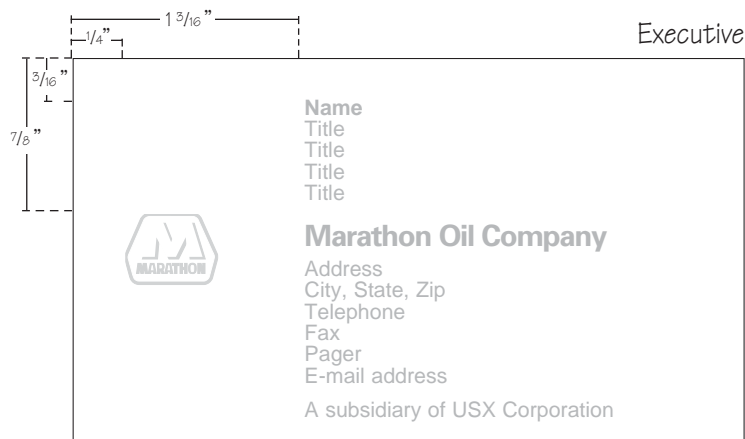 1 3/16"
Executive
1/4"
3/16"
7/8"
Name
Title
Title
Title
Title
Marathon Oil Company
MARATHON
Address
City, State, Zip
Telephone
Fax
Pager
E-mail address
A subsidiary of USX Corporation